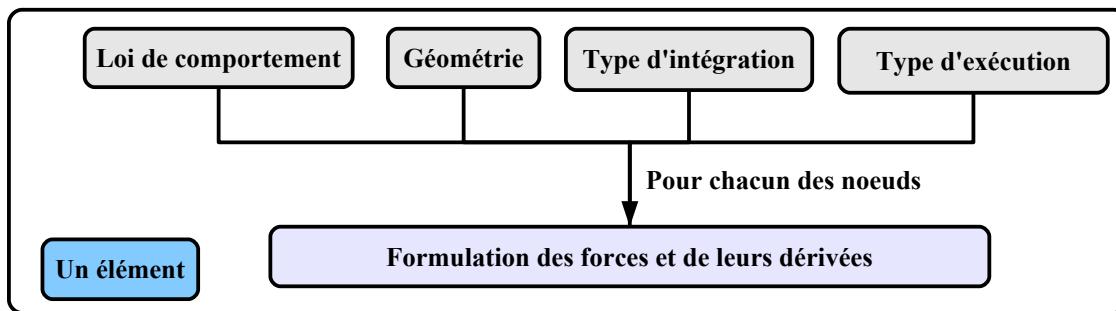 Loi de comportement
Géométrie
Type d'intégration
Type d'exécution
Pour chacun des noeuds
Formulation des forces et de leurs dérivées
Un élément